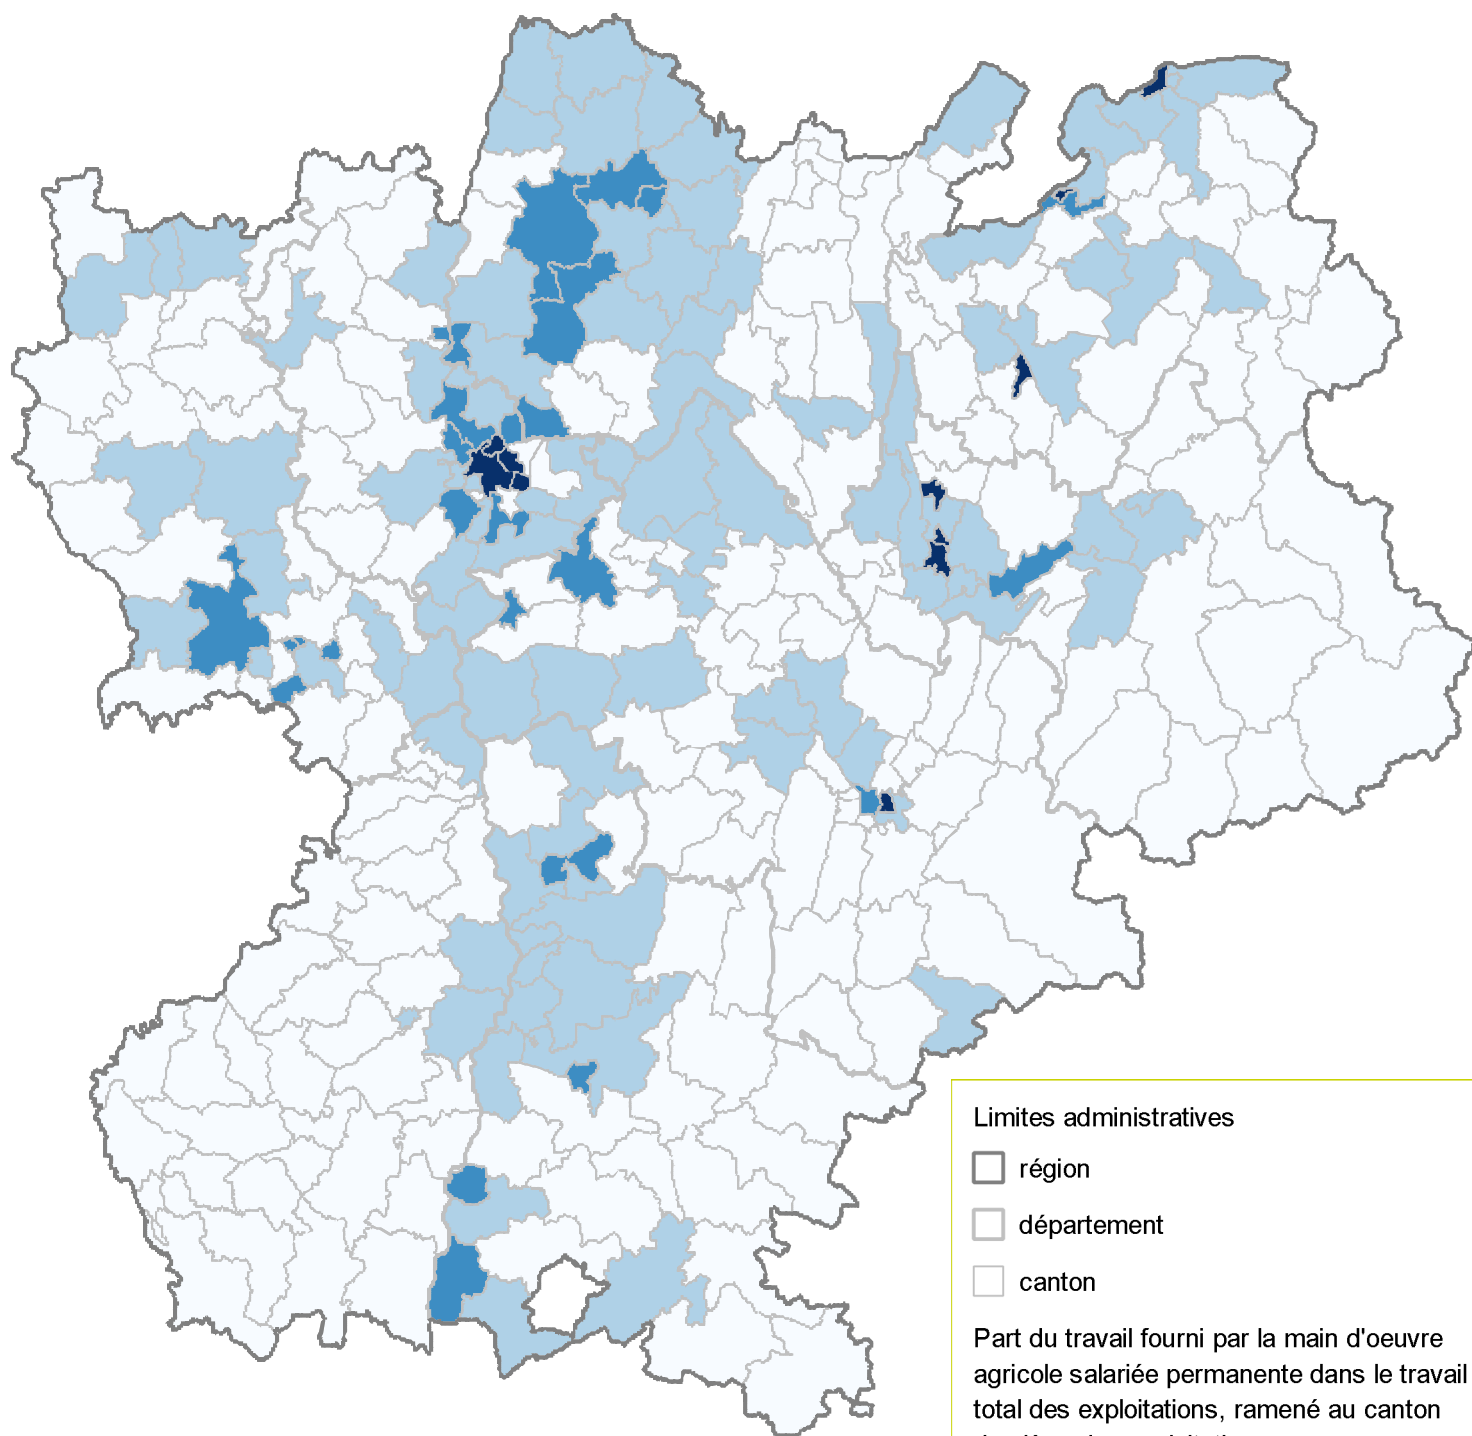 Limites administratives
région
département
canton
Part du travail fourni par la main d'oeuvre
agricole salariée permanente dans le travail
total des exploitations, ramené au canton